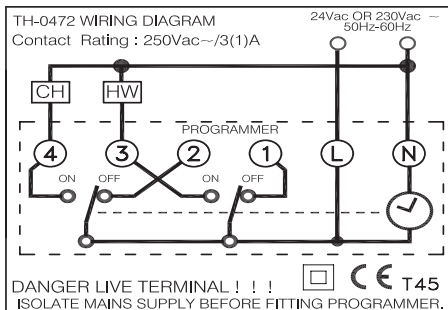 TH-0472 WIRING DIAGRAM
Contact Rating : 250Vac~/3(1)A
24Vac OR 230Vac ~
50Hz-60Hz
CH HW
PROGRAMMER
4 3 2 1 L N
ON OFF ON OFF
DANGER LIVE TERMINAL ! ! !
CE T45
ISOLATE MAINS SUPPLY BEFORE FITTING PROGRAMMER.